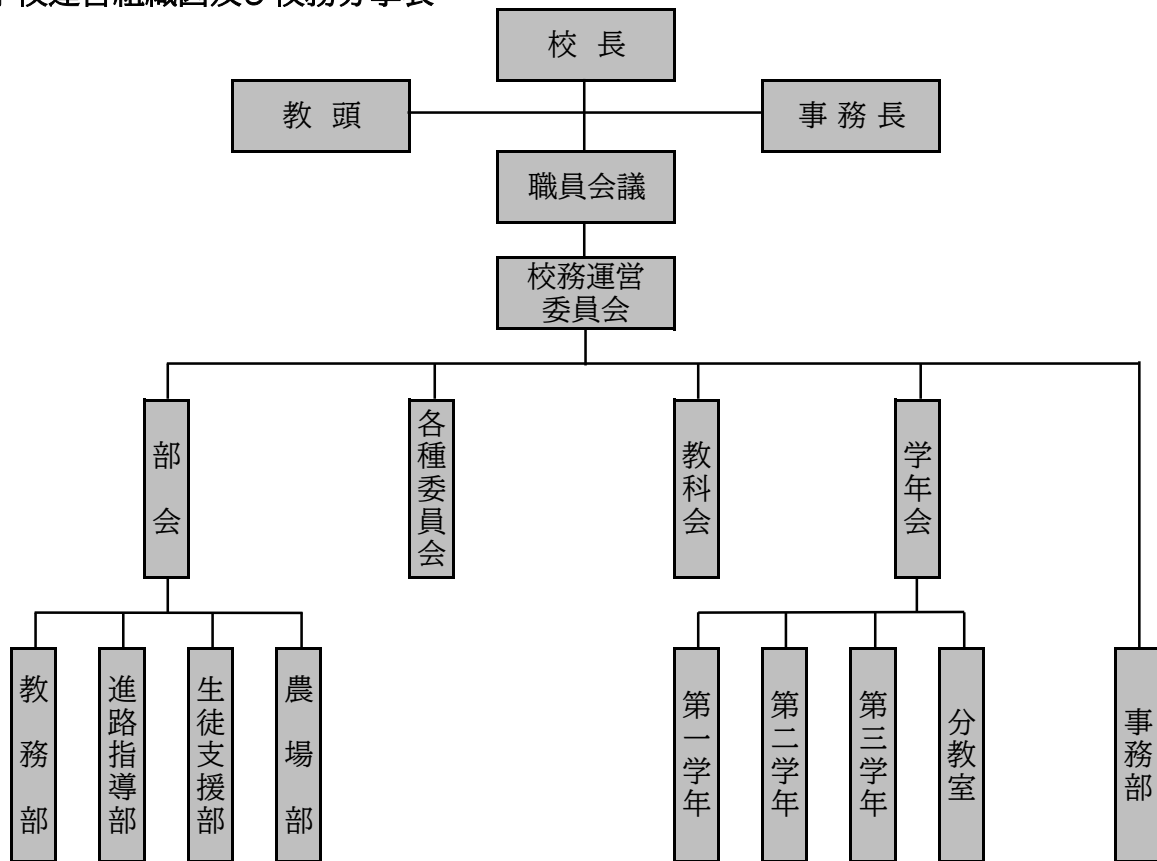 校 長
教 頭
事 務 長
職員会議
校務運営
委員会
部 会
各種委員会
教科会
学年会
教 務 部
進路指導部
生徒支援部
農 場 部
第一学年
第二学年
第三学年
分教室
事務部